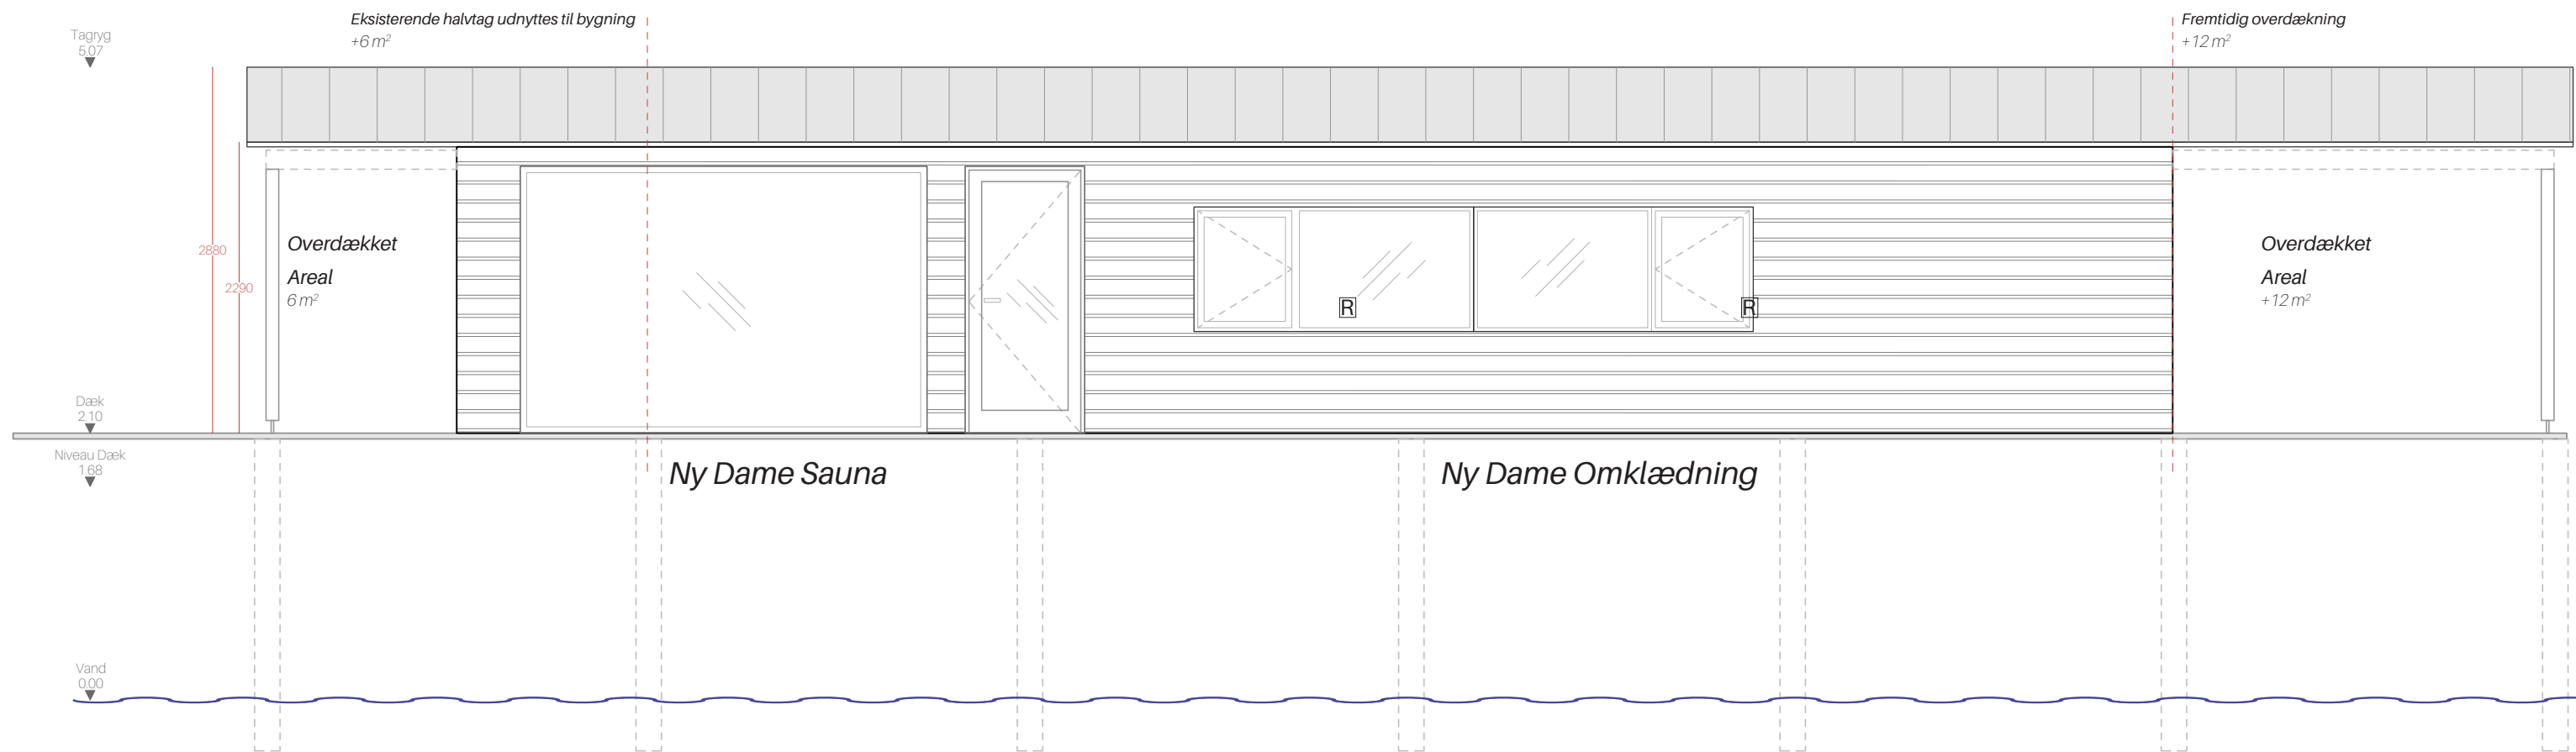 Eksisterende halvtag udnyttes til bygning
+6 m²
Fremtidig overdækning
+12 m²
Tagryg
5.07
2880
2290
Overdækket
Areal
6 m²
R
R
Overdækket
Areal
+12 m²
Dæk
2.10
Niveau Dæk
1.68
Ny Dame Sauna
Ny Dame Omklædning
Vand
0.00